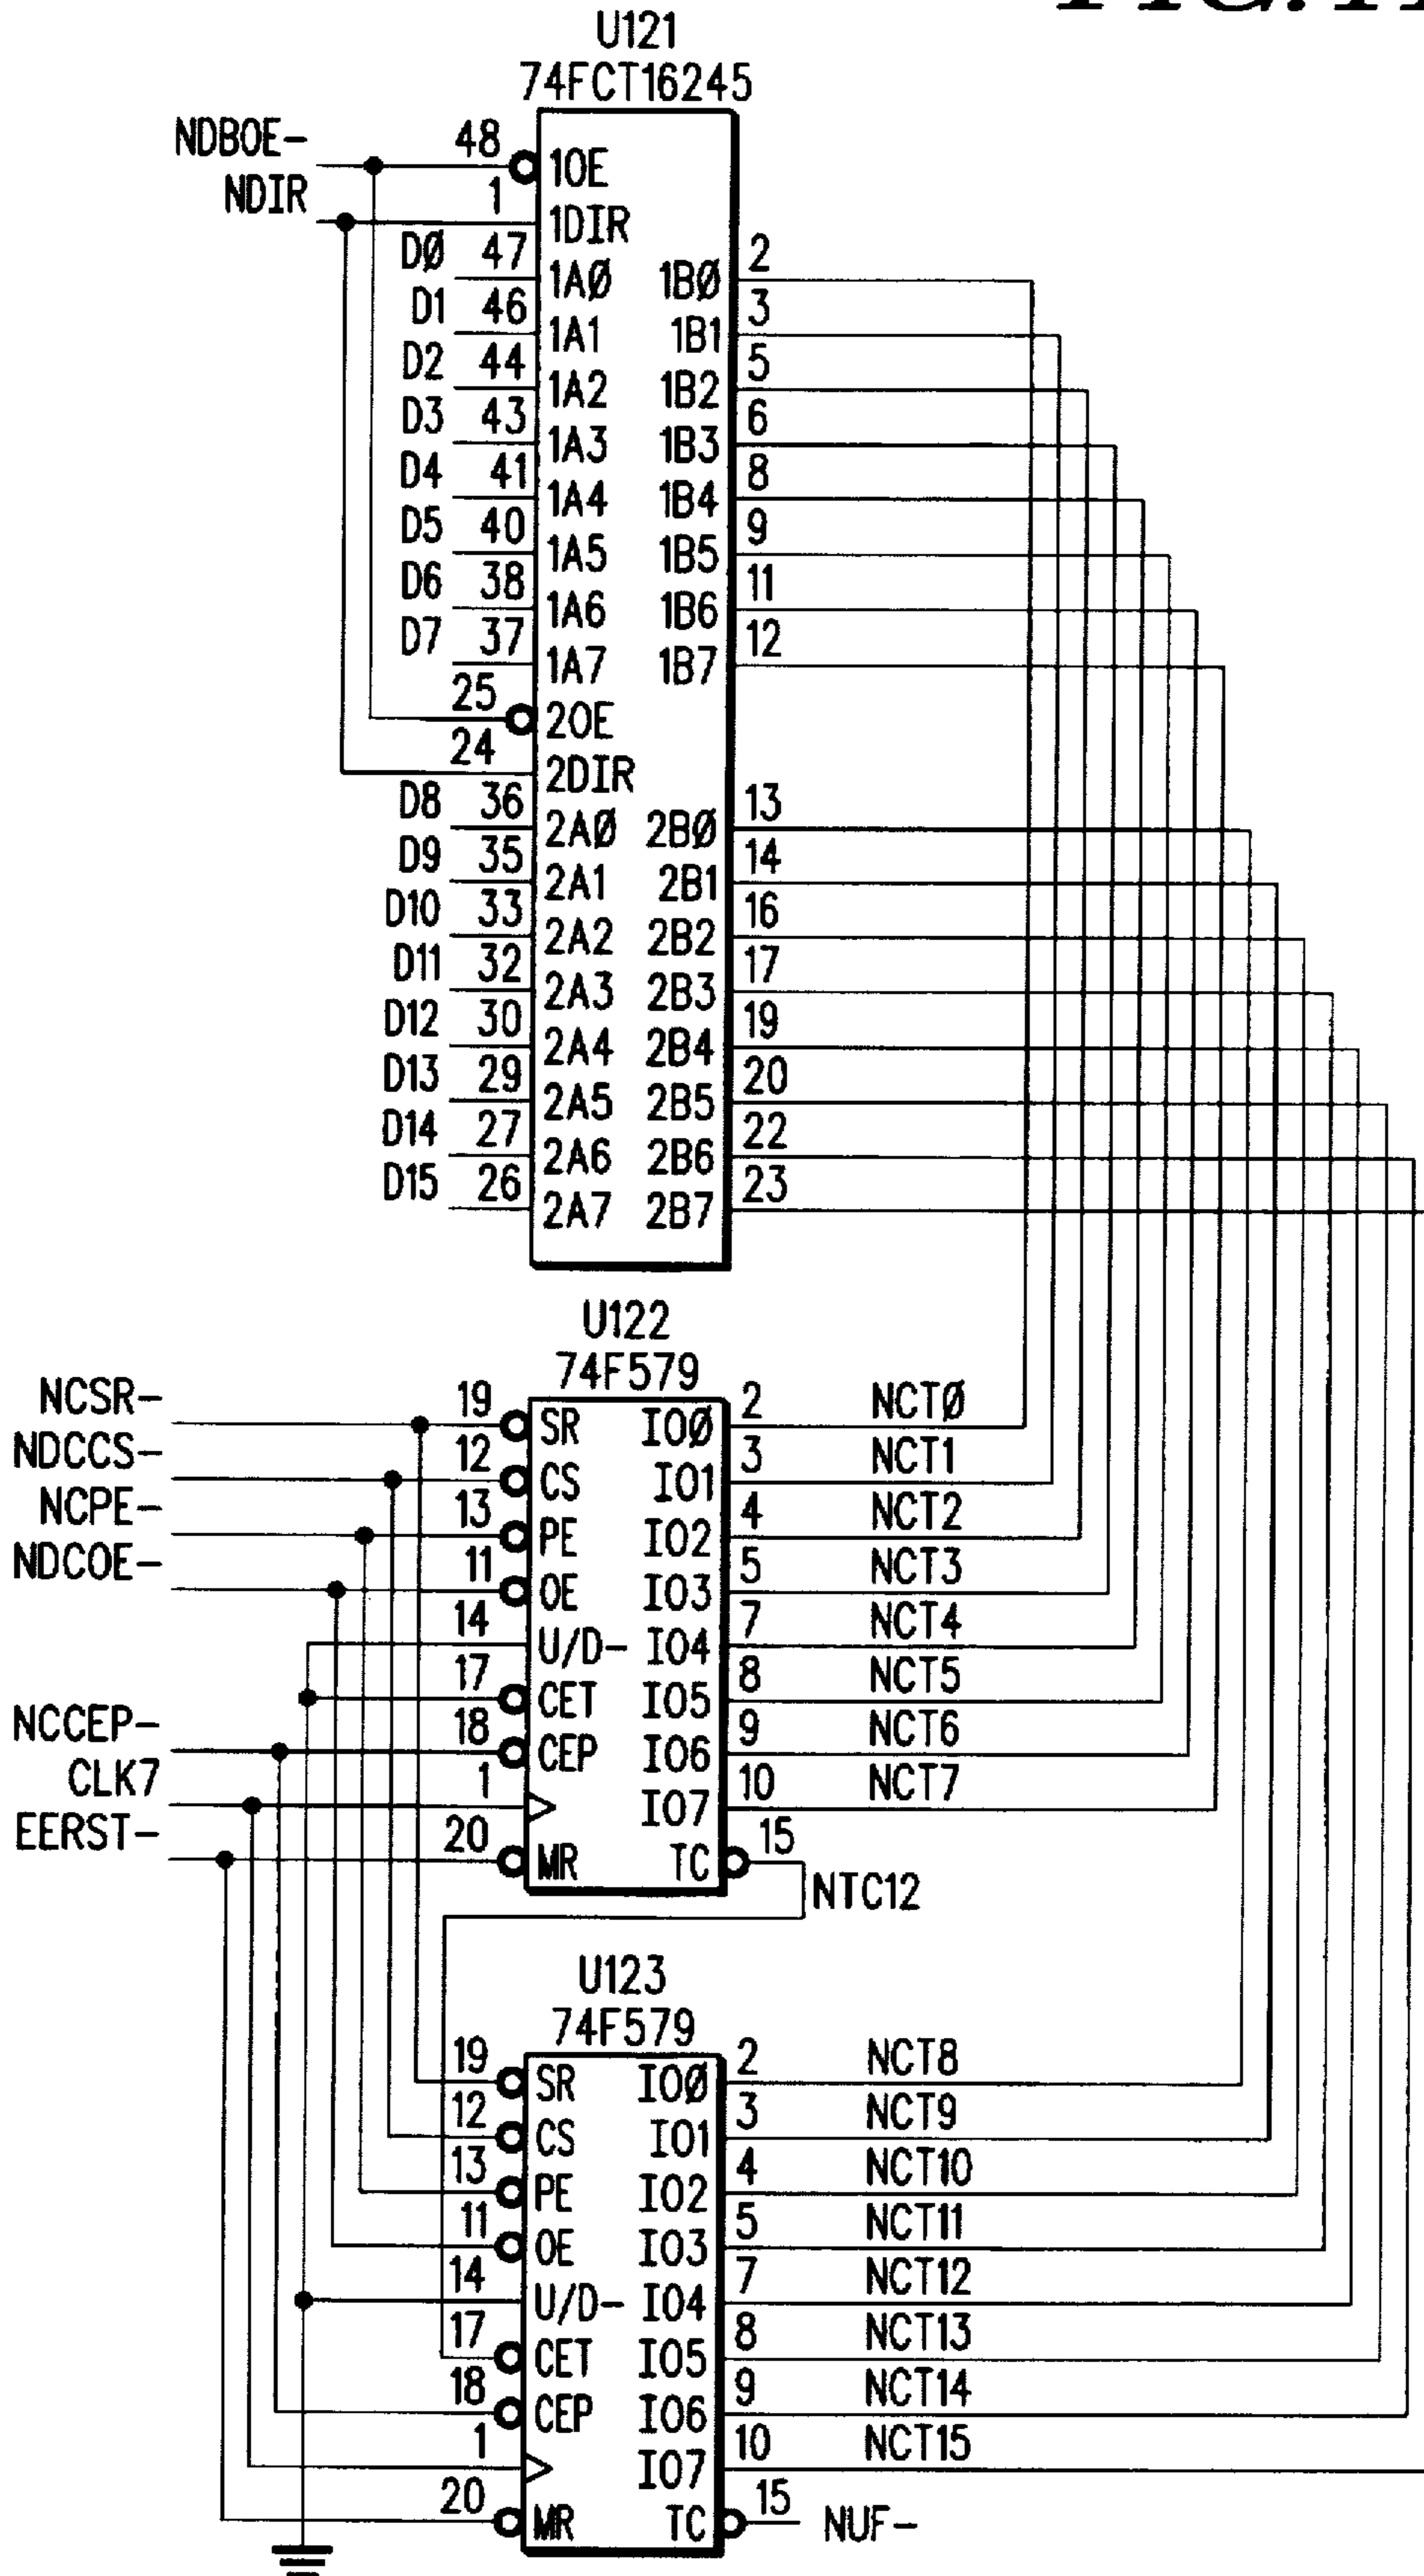 U121
74FCT16245
NDBOE- 48 1OE
NDIR 1 1DIR
DØ 47 1AØ 1BØ 2
D1 46 1A1 1B1 3
D2 44 1A2 1B2 5
D3 43 1A3 1B3 6
D4 41 1A4 1B4 8
D5 40 1A5 1B5 9
D6 38 1A6 1B6 11
D7 37 1A7 1B7 12
25 2OE
24 2DIR
D8 36 2AØ 2BØ 13
D9 35 2A1 2B1 14
D10 33 2A2 2B2 16
D11 32 2A3 2B3 17
D12 30 2A4 2B4 19
D13 29 2A5 2B5 20
D14 27 2A6 2B6 22
D15 26 2A7 2B7 23
U122
74F579
NCSR- 19 SR IOØ 2 NCTØ
NDCCS- 12 CS IO1 3 NCT1
NCPE- 13 PE IO2 4 NCT2
NDCOE- 11 OE IO3 5 NCT3
14 U/D- IO4 7 NCT4
17 CET IO5 8 NCT5
NCCEP- 18 CEP IO6 9 NCT6
CLK7 1 IO7 10 NCT7
EERST- 20 MR TC 15
NTC12
U123
74F579
19 SR IOØ 2 NCT8
12 CS IO1 3 NCT9
13 PE IO2 4 NCT10
11 OE IO3 5 NCT11
14 U/D- IO4 7 NCT12
17 CET IO5 8 NCT13
18 CEP IO6 9 NCT14
1 IO7 10 NCT15
20 MR TC 15 NUF-